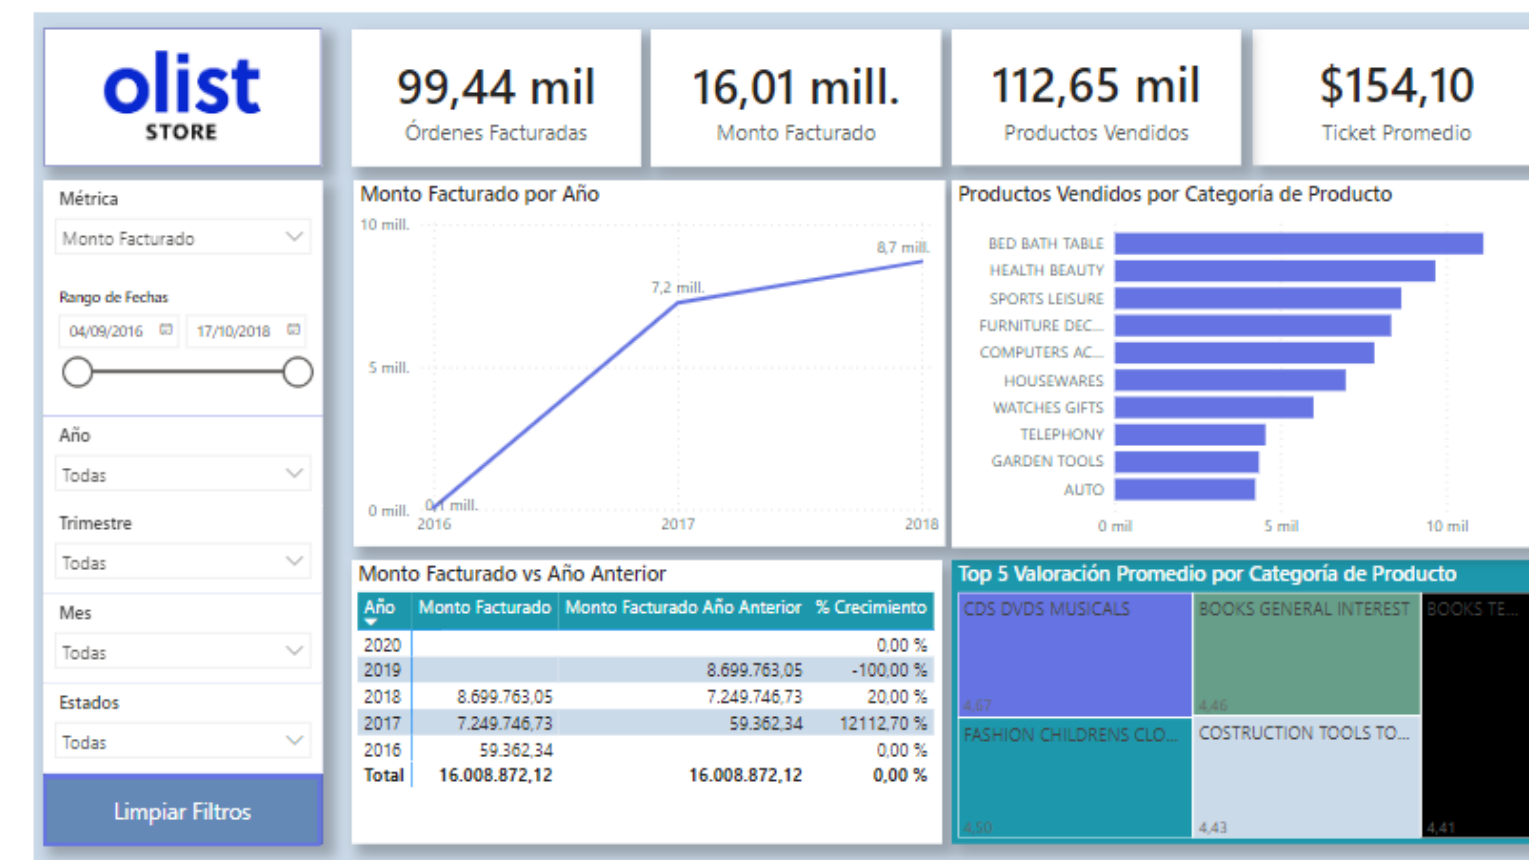 olist
STORE
99,44 mil
Órdenes Facturadas
16,01 mill.
Monto Facturado
112,65 mil
Productos Vendidos
$154,10
Ticket Promedio
Métrica
Monto Facturado
Rango de Fechas
04/09/2016 17/10/2018
Año
Todas
Trimestre
Todas
Mes
Todas
Estados
Todas
Limpiar Filtros
Monto Facturado por Año
10 mill.
5 mill.
0 mill.
0,1 mill.
7,2 mill.
8,7 mill.
2016 2017 2018
Productos Vendidos por Categoría de Producto
BED BATH TABLE
HEALTH BEAUTY
SPORTS LEISURE
FURNITURE DEC...
COMPUTERS AC...
HOUSEWARES
WATCHES GIFTS
TELEPHONY
GARDEN TOOLS
AUTO
0 mil 5 mil 10 mil
Monto Facturado vs Año Anterior
Año Monto Facturado Monto Facturado Año Anterior % Crecimiento
2020 0,00 %
2019 8.699.763,05 -100,00 %
2018 8.699.763,05 7.249.746,73 20,00 %
2017 7.249.746,73 59.362,34 12112,70 %
2016 59.362,34 0,00 %
Total 16.008.872,12 16.008.872,12 0,00 %
Top 5 Valoración Promedio por Categoría de Producto
CDS DVDS MUSICALS
4,67
FASHION CHILDRENS CLO...
4,50
BOOKS GENERAL INTEREST
4,46
COSTRUCTION TOOLS TO...
4,43
BOOKS TE...
4,41